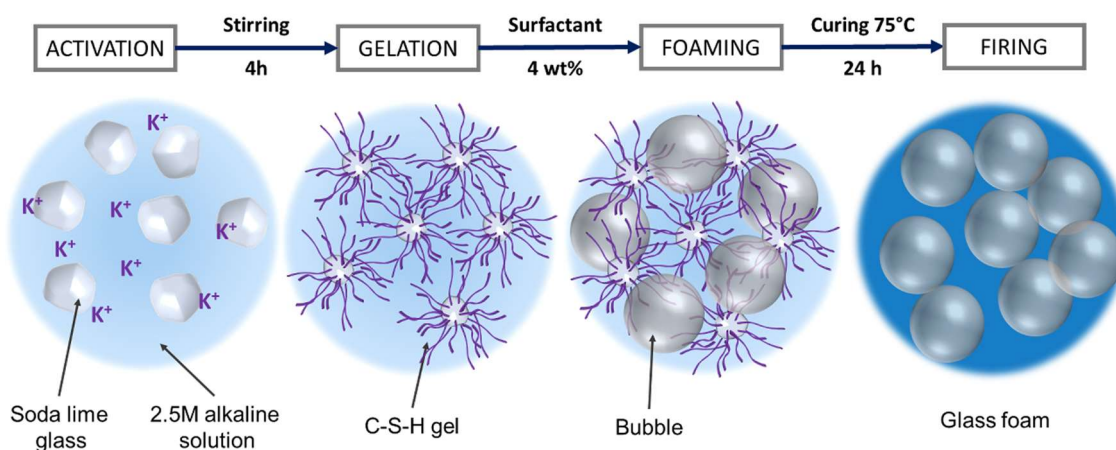 ACTIVATION
Stirring
4h
GELATION
Surfactant
4 wt%
FOAMING
Curing 75°C
24 h
FIRING
K⁺
K⁺
K⁺
K⁺
K⁺
K⁺
K⁺
K⁺
Soda lime
glass
2.5M alkaline
solution
C-S-H gel
Bubble
Glass foam